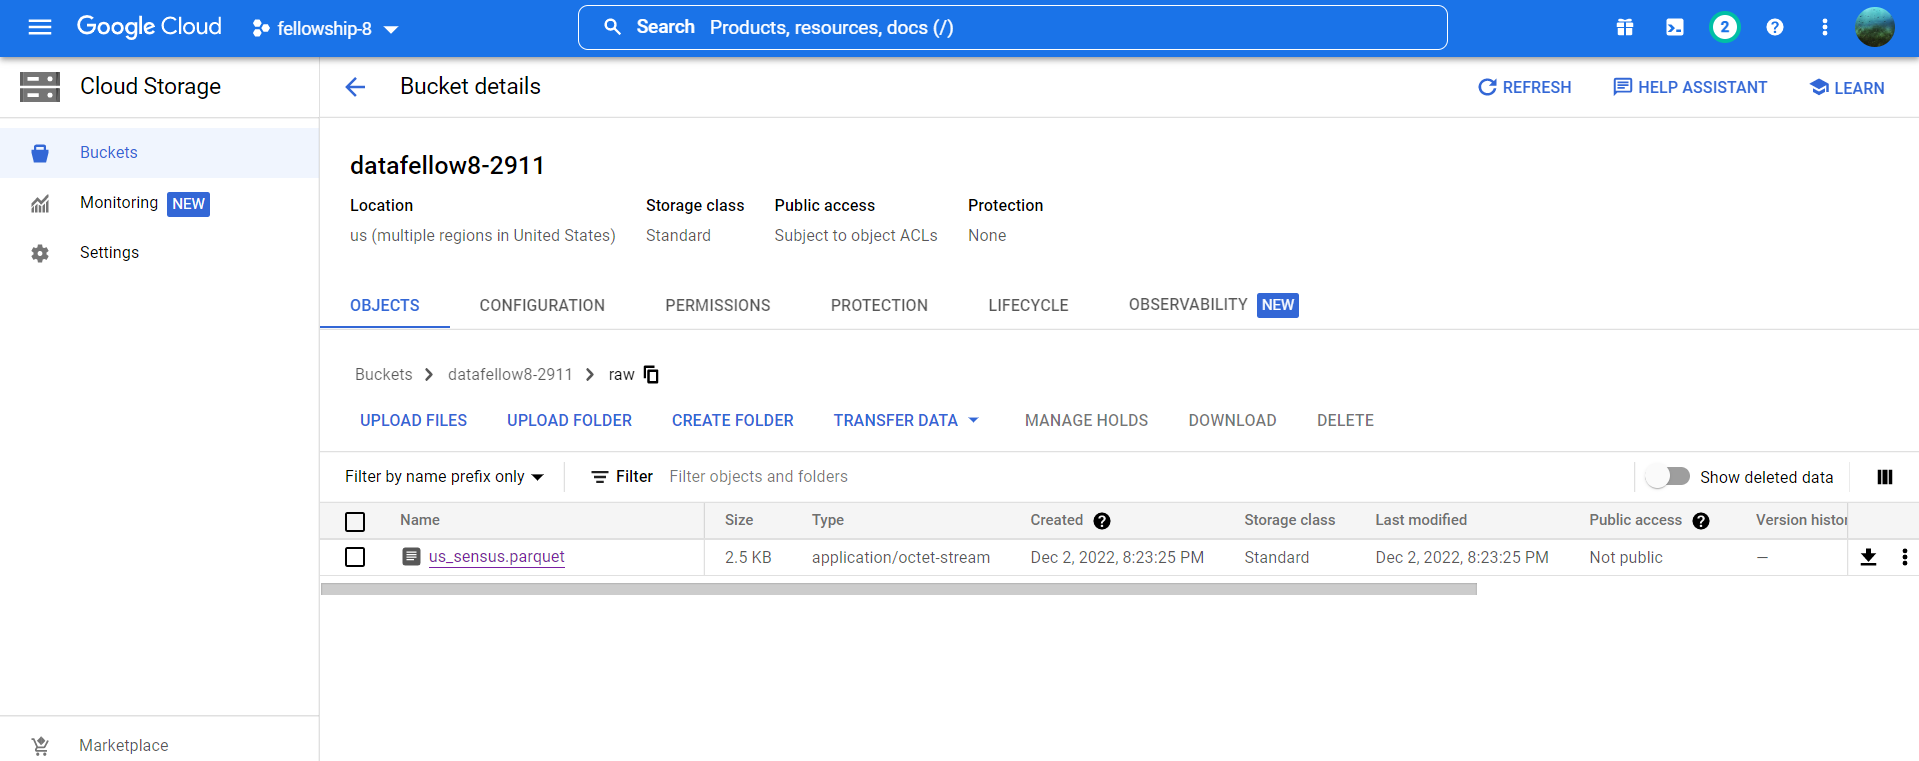 Google Cloud
fellowship-8
Search Products, resources, docs (/)
2
Cloud Storage
Bucket details
REFRESH
HELP ASSISTANT
LEARN
Buckets
Monitoring NEW
Settings
Marketplace
datafellow8-2911
Location Storage class Public access Protection
us (multiple regions in United States) Standard Subject to object ACLs None
OBJECTS CONFIGURATION PERMISSIONS PROTECTION LIFECYCLE OBSERVABILITY NEW
Buckets datafellow8-2911 raw
UPLOAD FILES UPLOAD FOLDER CREATE FOLDER TRANSFER DATA MANAGE HOLDS DOWNLOAD DELETE
Filter by name prefix only Filter Filter objects and folders Show deleted data
Name Size Type Created Storage class Last modified Public access Version histor
us_sensus.parquet 2.5 KB application/octet-stream Dec 2, 2022, 8:23:25 PM Standard Dec 2, 2022, 8:23:25 PM Not public —